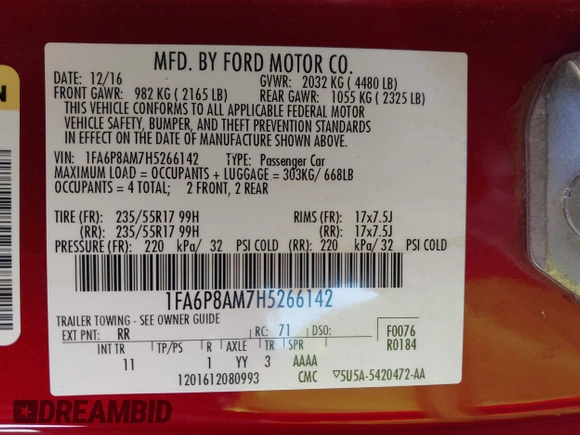 MFD. BY FORD MOTOR CO.
DATE: 12/16 GVWR: 2032 KG ( 4480 LB)
FRONT GAWR: 982 KG ( 2165 LB) REAR GAWR: 1055 KG ( 2325 LB)
THIS VEHICLE CONFORMS TO ALL APPLICABLE FEDERAL MOTOR
VEHICLE SAFETY, BUMPER, AND THEFT PREVENTION STANDARDS
IN EFFECT ON THE DATE OF MANUFACTURE SHOWN ABOVE.
VIN: 1FA6P8AM7H5266142 TYPE: Passenger Car
MAXIMUM LOAD = OCCUPANTS + LUGGAGE = 303KG/ 668LB
OCCUPANTS = 4 TOTAL; 2 FRONT, 2 REAR
TIRE (FR): 235/55R17 99H RIMS (FR): 17x7.5J
(RR): 235/55R17 99H (RR): 17x7.5J
PRESSURE (FR): 220 kPa/ 32 PSI COLD (RR): 220 kPa/ 32 PSI COLD
1FA6P8AM7H5266142
TRAILER TOWING - SEE OWNER GUIDE
EXT PNT: RR RC: 71 DSO: F0076
R0184
INT TR TP/PS R AXLE TR SPR
11 1 YY 3 AAAA
1201612080993 CMC ▽5U5A-5420472-AA
DREAMBID